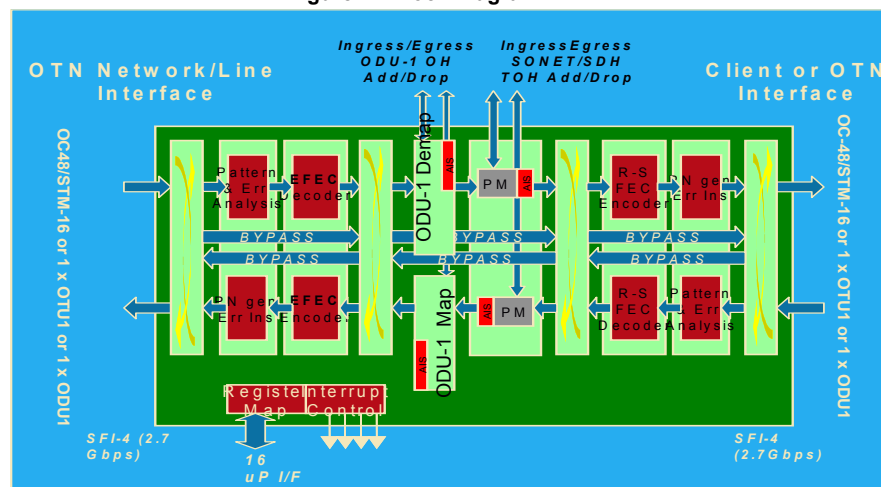 Ingress/Egress
ODU-1 OH
Add/Drop
IngressEgress
SONET/SDH
TOH Add/Drop
OTN Network/Line
Interface
Client or OTN
Interface
OC48/STM-16 or 1 x OTU1 or 1 x ODU1
OC-48/STM-16 or 1 x OTU1 or 1 x ODU1
Pattern
& Err
Analysis
EFEC
Decoder
ODU-1 Demap
AIS
PM
AIS
R-S
FEC
Encoder
PN gen
Err Ins
BYPASS
BYPASS
BYPASS
BYPASS
BYPASS
BYPASS
PN gen
Err Ins
EFEC
Encoder
ODU-1 Map
AIS
AIS
PM
R-S
FEC
Decoder
Pattern
& Err
Analysis
Register
Map
Interrupt
Control
SFI-4 (2.7
Gbps)
16
uP I/F
SFI-4
(2.7Gbps)